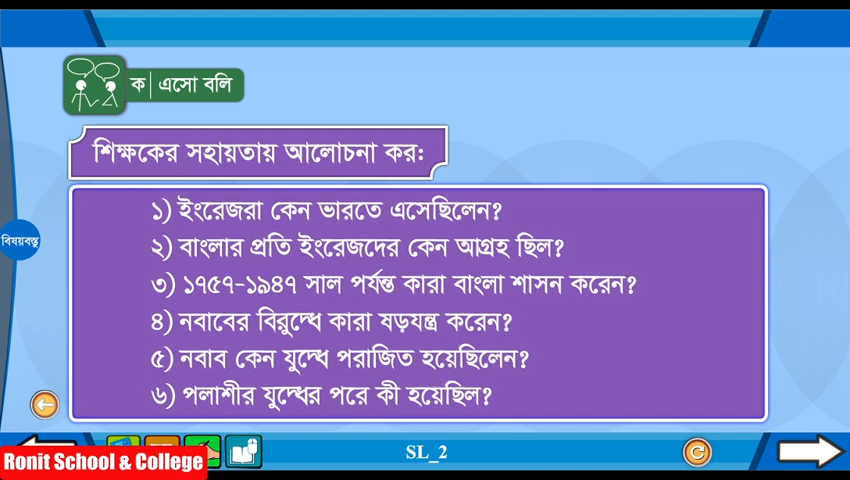 ক| এসো বলি
শিক্ষকের সহায়তায় আলোচনা কর:
১) ইংরেজরা কেন ভারতে এসেছিলেন?
২) বাংলার প্রতি ইংরেজদের কেন আগ্রহ ছিল?
৩) ১৭৫৭-১৯৪৭ সাল পর্যন্ত কারা বাংলা শাসন করেন?
৪) নবাবের বিরুদ্ধে কারা ষড়যন্ত্র করেন?
৫) নবাব কেন যুদ্ধে পরাজিত হয়েছিলেন?
৬) পলাশীর যুদ্ধের পরে কী হয়েছিল?
বিষয়বস্তু
SL_2
Ronit School & College